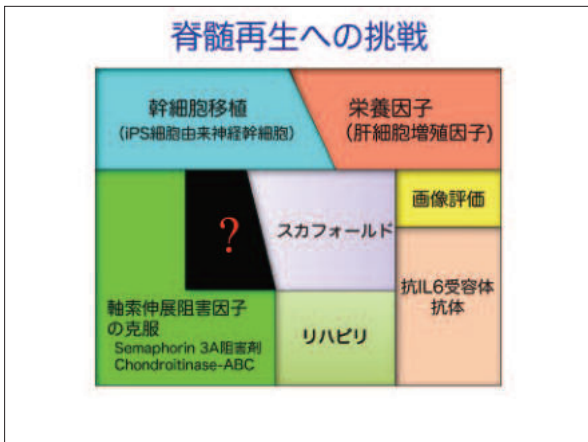 脊髄再生への挑戦
幹細胞移植
（iPS細胞由来神経幹細胞）
栄養因子
（肝細胞増殖因子）
画像評価
？
スカフォールド
抗IL6受容体
抗体
軸索伸展阻害因子
の克服
Semaphorin 3A阻害剤
Chondroitinase-ABC
リハビリ